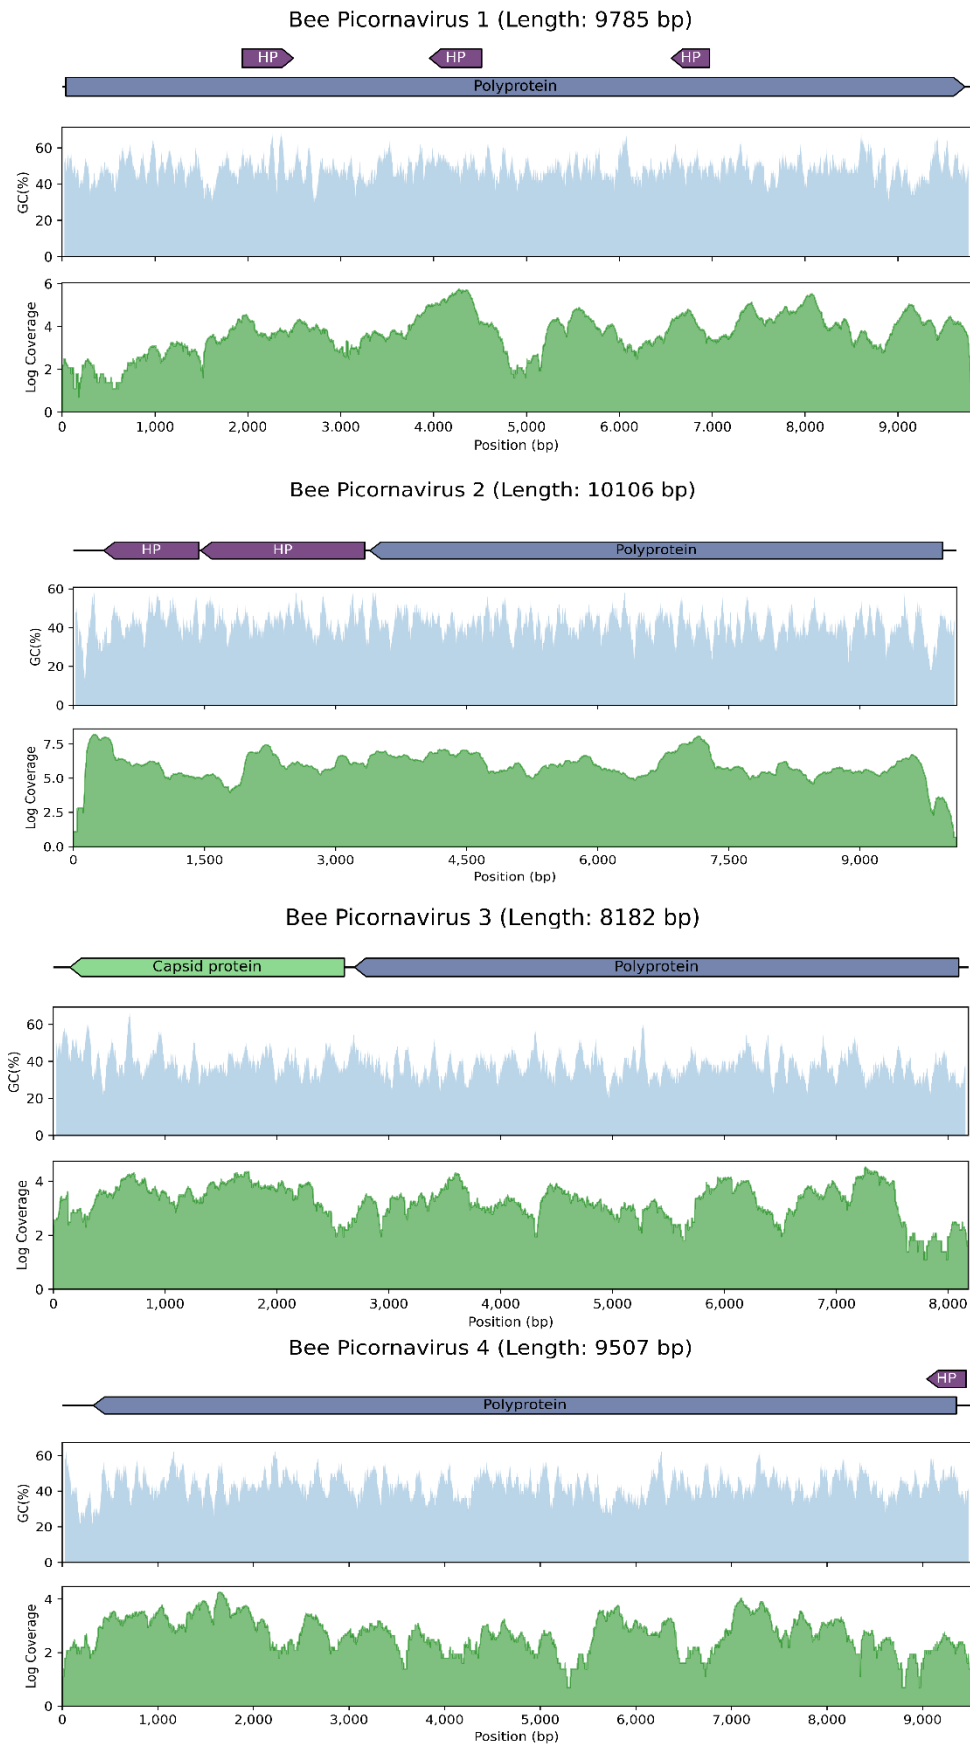 Bee Picornavirus 1 (Length: 9785 bp)
HP HP HP
Polyprotein
60
40
20
0
GC(%)
6
4
2
0
Log Coverage
0 1,000 2,000 3,000 4,000 5,000 6,000 7,000 8,000 9,000
Position (bp)
Bee Picornavirus 2 (Length: 10106 bp)
HP HP Polyprotein
60
40
20
0
GC(%)
7.5
5.0
2.5
0.0
Log Coverage
0 1,500 3,000 4,500 6,000 7,500 9,000
Position (bp)
Bee Picornavirus 3 (Length: 8182 bp)
Capsid protein Polyprotein
60
40
20
0
GC(%)
4
2
0
Log Coverage
0 1,000 2,000 3,000 4,000 5,000 6,000 7,000 8,000
Position (bp)
Bee Picornavirus 4 (Length: 9507 bp)
HP
Polyprotein
60
40
20
0
GC(%)
4
2
0
Log Coverage
0 1,000 2,000 3,000 4,000 5,000 6,000 7,000 8,000 9,000
Position (bp)